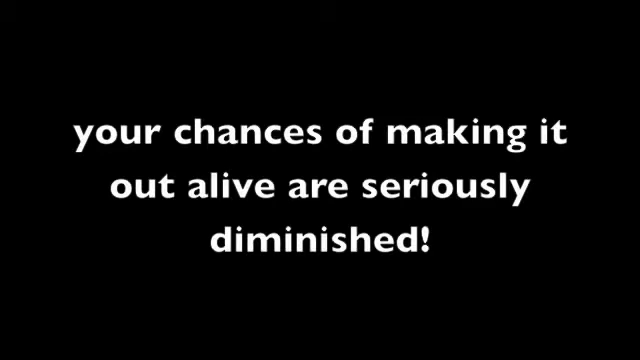 your chances of making it
out alive are seriously
diminished!